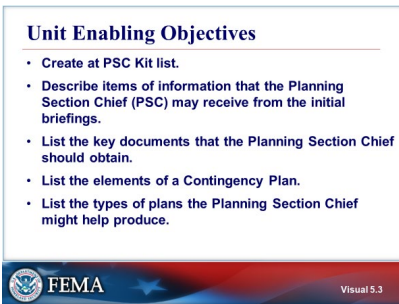 Unit Enabling Objectives
• Create at PSC Kit list.
• Describe items of information that the Planning
Section Chief (PSC) may receive from the initial
briefings.
• List the key documents that the Planning Section Chief
should obtain.
• List the elements of a Contingency Plan.
• List the types of plans the Planning Section Chief
might help produce.
FEMA
Visual 5.3